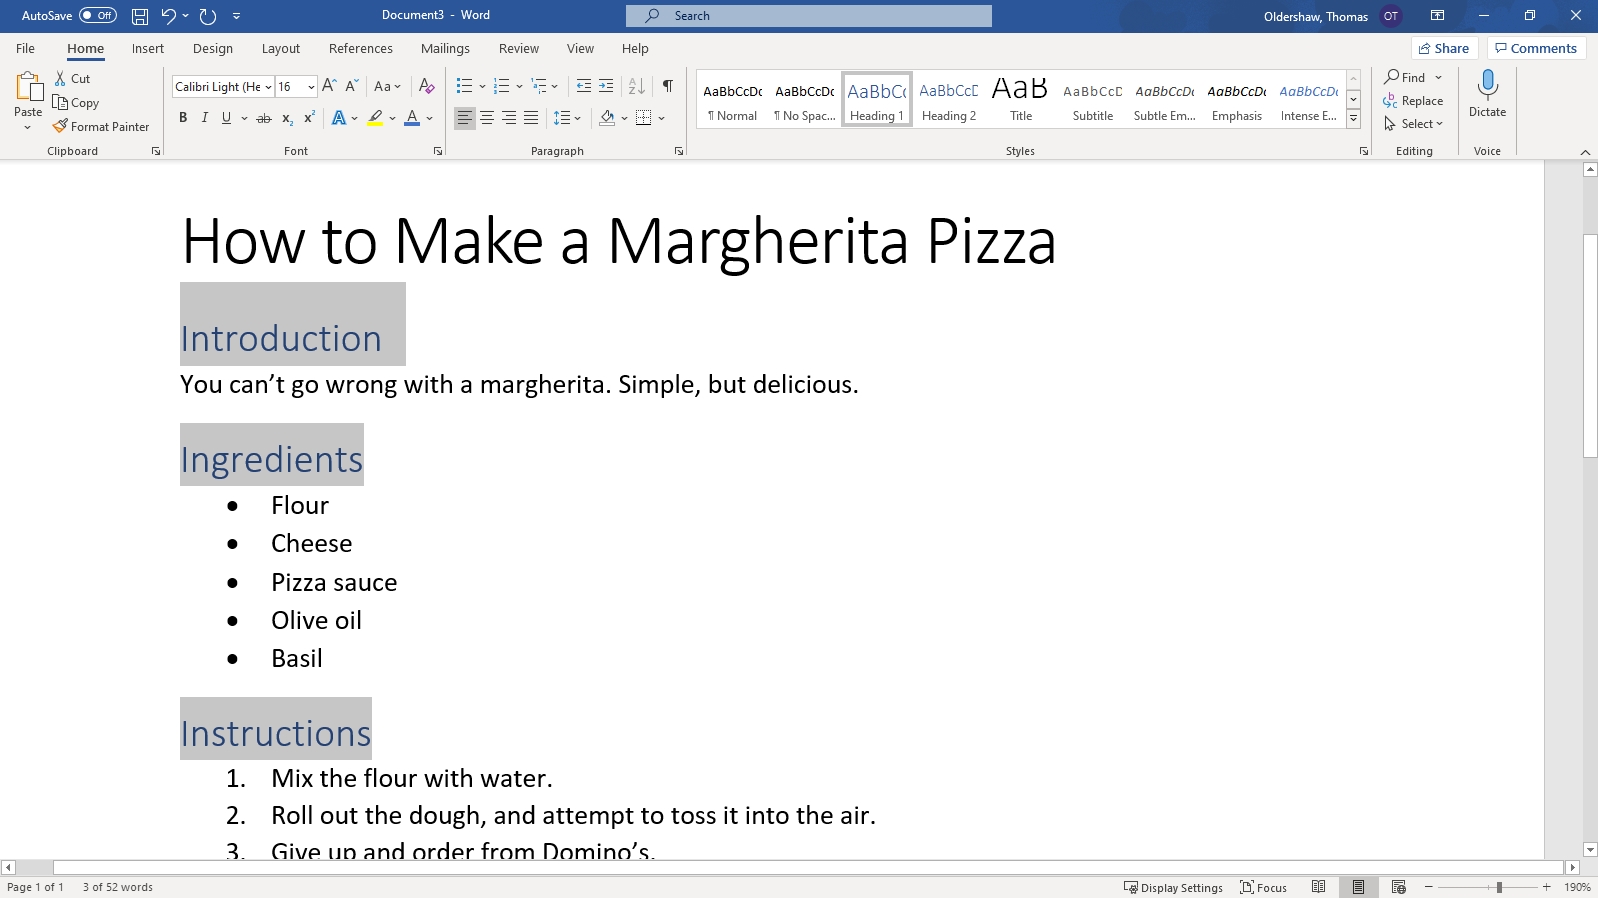 AutoSave Off Document3 - Word Search Oldershaw, Thomas OT
File Home Insert Design Layout References Mailings Review View Help Share Comments
Paste Cut Copy Format Painter
Calibri Light (He 16 A A Aa A
B I U ab x₂ x² A A
AaBbCcDc AaBbCcDc AaBbCc AaBbCcD AaB AaBbCcD AaBbCcDc AaBbCcDc AaBbCcDc
¶ Normal ¶ No Spac... Heading 1 Heading 2 Title Subtitle Subtle Em... Emphasis Intense E...
Find Replace Select Dictate
Clipboard Font Paragraph Styles Editing Voice
How to Make a Margherita Pizza
Introduction
You can’t go wrong with a margherita. Simple, but delicious.
Ingredients
• Flour
• Cheese
• Pizza sauce
• Olive oil
• Basil
Instructions
1. Mix the flour with water.
2. Roll out the dough, and attempt to toss it into the air.
3. Give up and order from Domino’s.
Page 1 of 1 3 of 52 words Display Settings Focus 190%